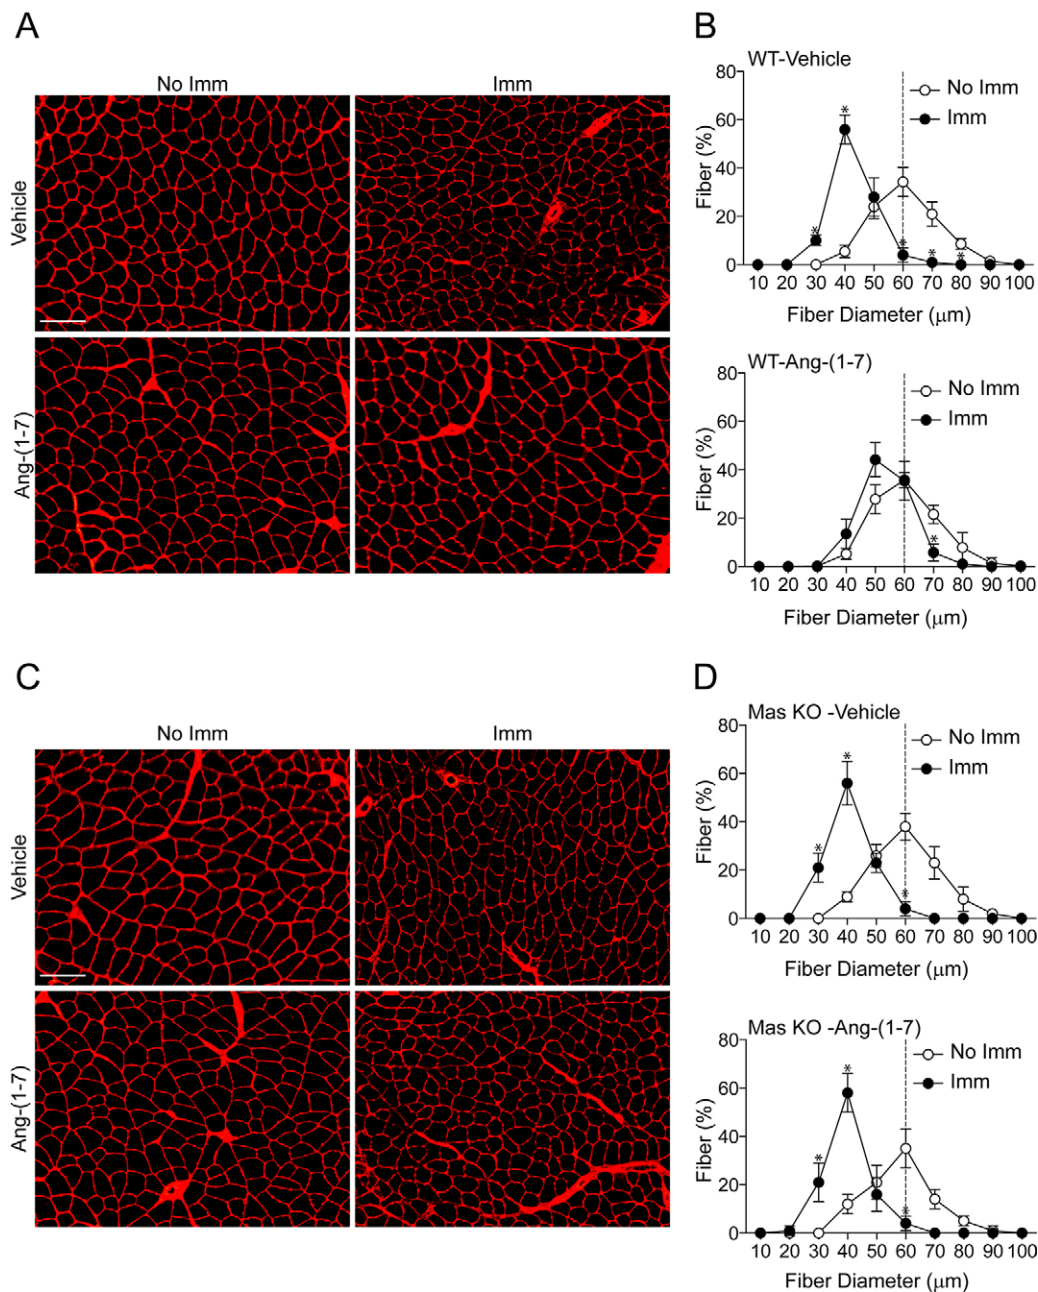 A
No Imm
Imm
Vehicle
Ang-(1-7)
B
WT-Vehicle
No Imm
Imm
Fiber (%)
80
60
40
20
0
* * * * *
10 20 30 40 50 60 70 80 90 100
Fiber Diameter (μm)
WT-Ang-(1-7)
No Imm
Imm
Fiber (%)
80
60
40
20
0
*
10 20 30 40 50 60 70 80 90 100
Fiber Diameter (μm)
C
No Imm
Imm
Vehicle
Ang-(1-7)
D
Mas KO -Vehicle
No Imm
Imm
Fiber (%)
80
60
40
20
0
* * *
10 20 30 40 50 60 70 80 90 100
Fiber Diameter (μm)
Mas KO -Ang-(1-7)
No Imm
Imm
Fiber (%)
80
60
40
20
0
* * *
10 20 30 40 50 60 70 80 90 100
Fiber Diameter (μm)